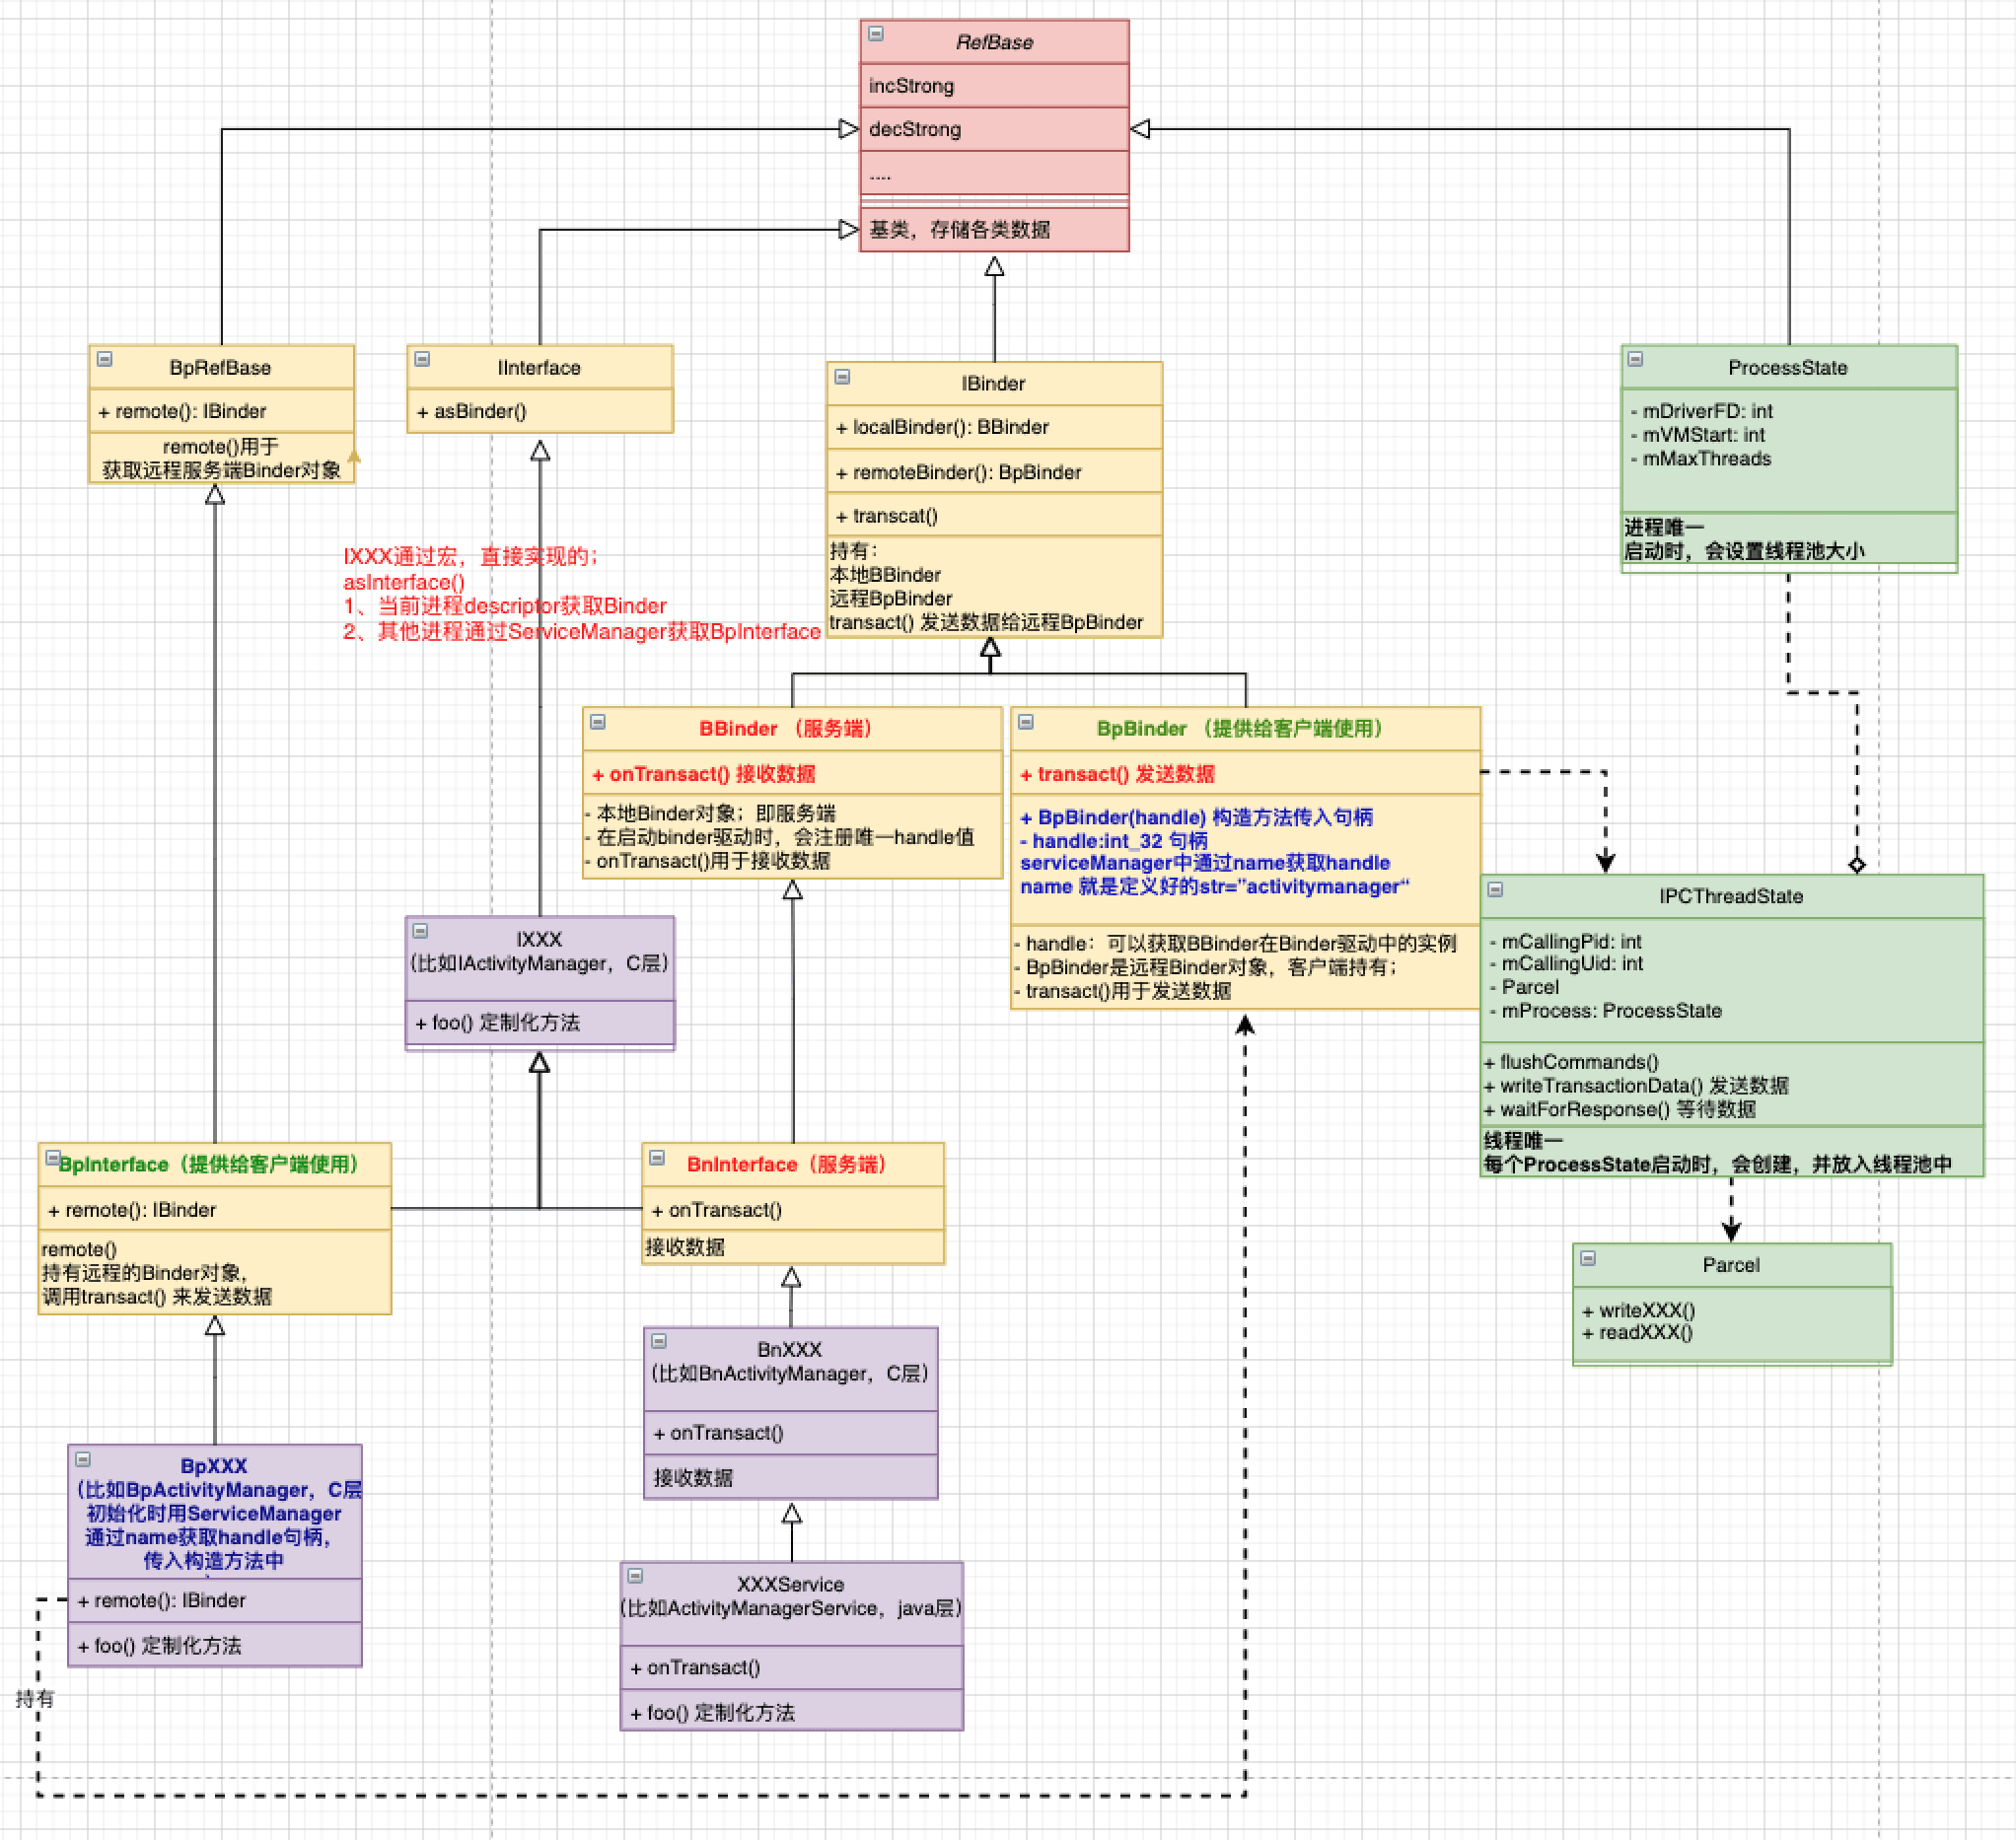 RefBase
incStrong
decStrong
....
基类，存储各类数据
BpRefBase
+ remote(): IBinder
remote()用于
获取远程服务端Binder对象
IInterface
+ asBinder()
IBinder
+ localBinder(): BBinder
+ remoteBinder(): BpBinder
+ transcat()
持有：
本地BBinder
远程BpBinder
transact() 发送数据给远程BpBinder
ProcessState
- mDriverFD: int
- mVMStart: int
- mMaxThreads
进程唯一
启动时，会设置线程池大小
IXXX通过宏，直接实现的；
asInterface()
1、当前进程descriptor获取Binder
2、其他进程通过ServiceManager获取BpInterface
BBinder （服务端）
+ onTransact() 接收数据
- 本地Binder对象；即服务端
- 在启动binder驱动时，会注册唯一handle值
- onTransact()用于接收数据
BpBinder （提供给客户端使用）
+ transact() 发送数据
+ BpBinder(handle) 构造方法传入句柄
- handle:int_32 句柄
serviceManager中通过name获取handle
name 就是定义好的str=”activitymanager“
- handle：可以获取BBinder在Binder驱动中的实例
- BpBinder是远程Binder对象，客户端持有；
- transact()用于发送数据
IPCThreadState
- mCallingPid: int
- mCallingUid: int
- Parcel
- mProcess: ProcessState
+ flushCommands()
+ writeTransactionData() 发送数据
+ waitForResponse() 等待数据
线程唯一
每个ProcessState启动时，会创建，并放入线程池中
IXXX
（比如IActivityManager，C层）
+ foo() 定制化方法
BpInterface（提供给客户端使用）
+ remote(): IBinder
remote()
持有远程的Binder对象，
调用transact() 来发送数据
BnInterface（服务端）
+ onTransact()
接收数据
Parcel
+ writeXXX()
+ readXXX()
BnXXX
（比如BnActivityManager，C层）
+ onTransact()
接收数据
BpXXX
（比如BpActivityManager，C层
初始化时用ServiceManager
通过name获取handle句柄，
传入构造方法中
+ remote(): IBinder
+ foo() 定制化方法
XXXService
（比如ActivityManagerService，java层）
+ onTransact()
+ foo() 定制化方法
持有